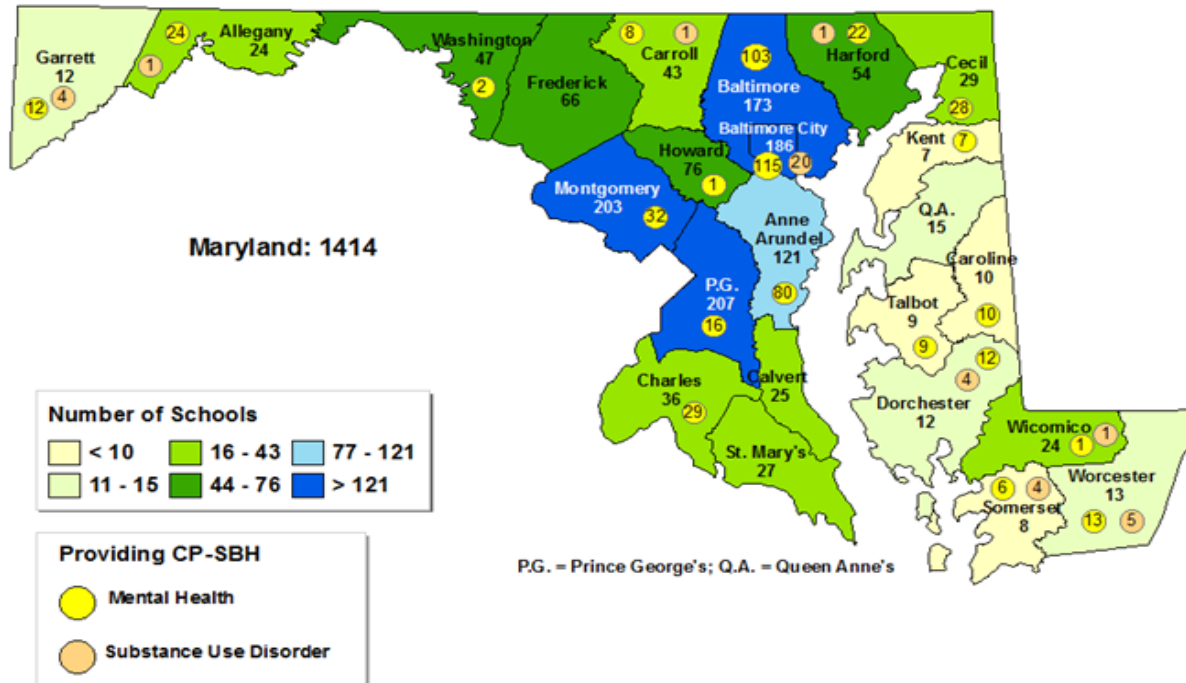 Garrett
12
12
4
24
1
Allegany
24
Washington
47
2
Frederick
66
8
1
Carroll
43
103
Baltimore
173
Baltimore City
186
115
20
1
22
Harford
54
Cecil
29
28
Kent
7
7
Howard
76
1
Montgomery
203
32
Anne
Arundel
121
80
Q.A.
15
Caroline
10
10
Talbot
9
9
P.G.
207
16
Maryland: 1414
Charles
36
29
Calvert
25
St. Mary's
27
12
4
Dorchester
12
Wicomico
24
1
1
6
4
Somerset
8
Worcester
13
13
5
Number of Schools
< 10
16 - 43
77 - 121
11 - 15
44 - 76
> 121
Providing CP-SBH
Mental Health
Substance Use Disorder
P.G. = Prince George's; Q.A. = Queen Anne's